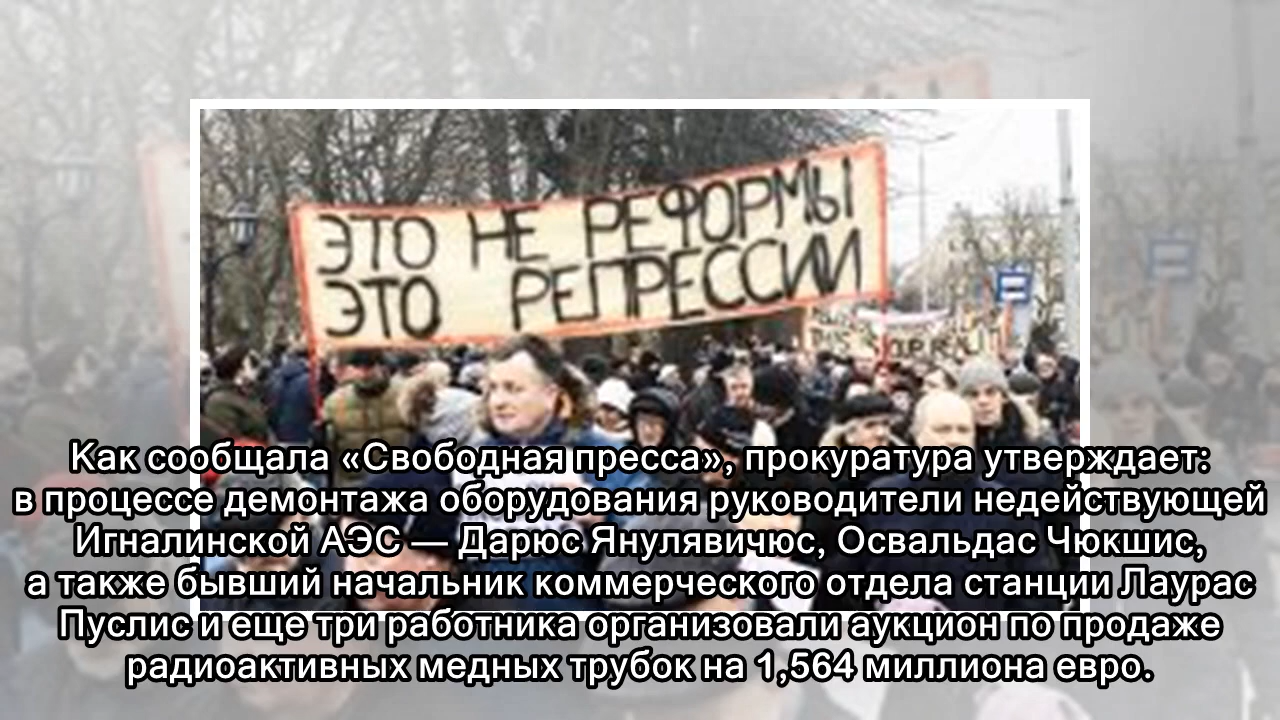 ЭТО НЕ РЕФОРМЫ
ЭТО РЕПРЕССИИ
Как сообщала «Свободная пресса», прокуратура утверждает:
в процессе демонтажа оборудования руководители недействующей
Игналинской АЭС — Дарюс Янулявичюс, Освальдас Чюкшис,
а также бывший начальник коммерческого отдела станции Лаурас
Пуслис и еще три работника организовали аукцион по продаже
радиоактивных медных трубок на 1,564 миллиона евро.